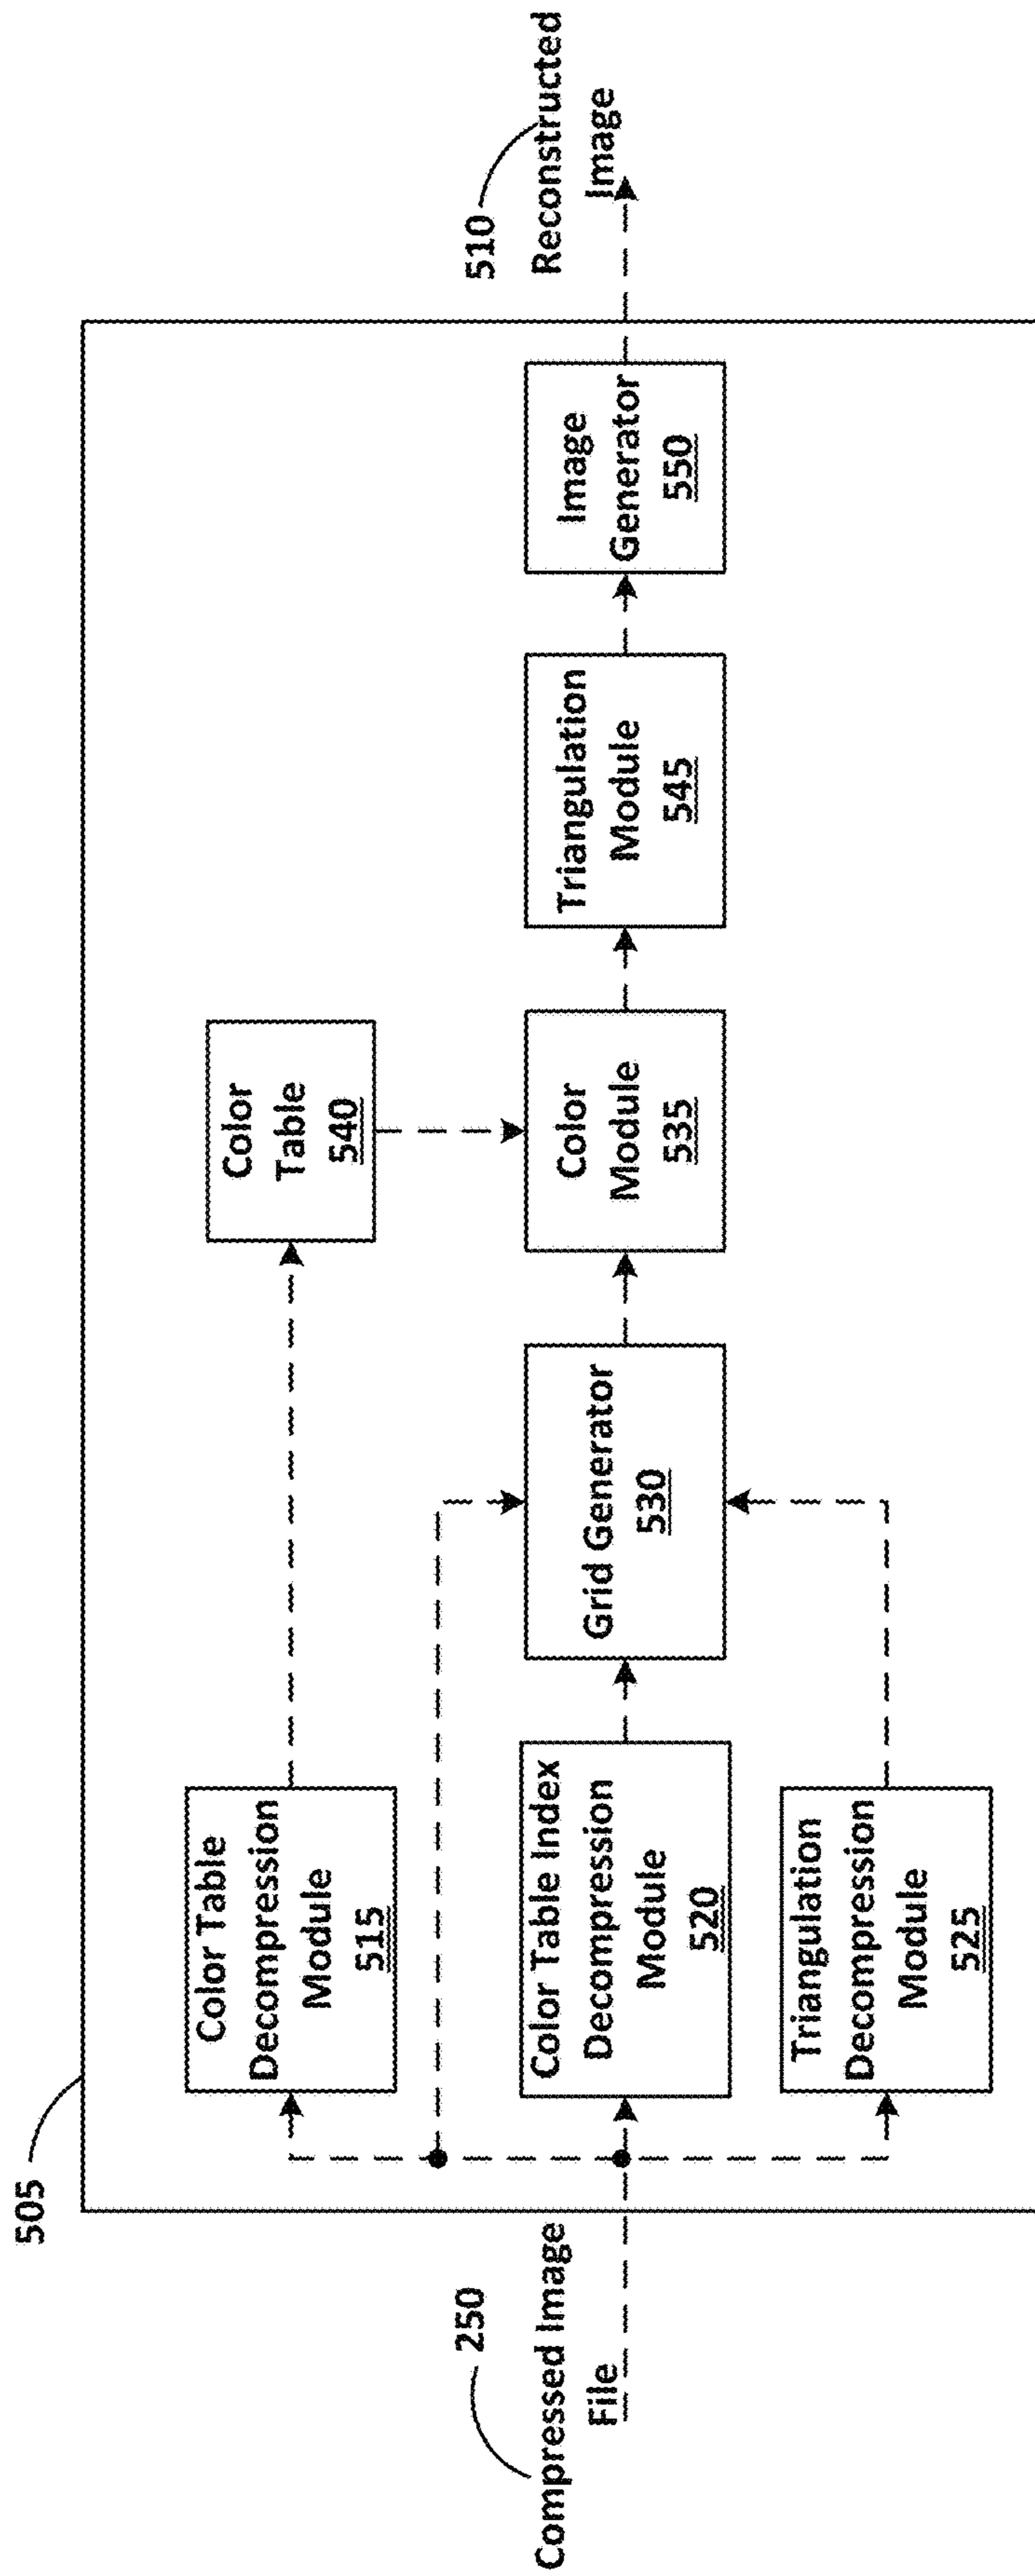 505
250
Compressed Image
File
Color Table
Decompression
Module
515
Color Table Index
Decompression
Module
520
Triangulation
Decompression
Module
525
Grid Generator
530
Color
Table
540
Color
Module
535
Triangulation
Module
545
Image
Generator
550
510
Reconstructed
Image